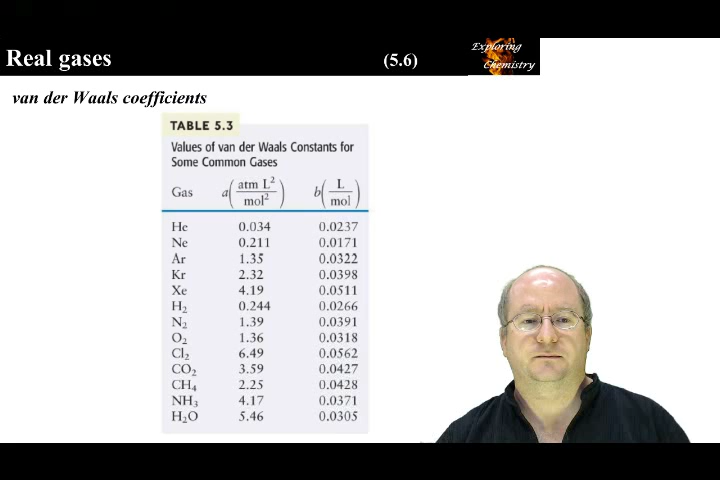 Real gases (5.6) Exploring Chemistry
van der Waals coefficients
TABLE 5.3
Values of van der Waals Constants for
Some Common Gases
Gas a(atm L²/mol²) b(L/mol)
He 0.034 0.0237
Ne 0.211 0.0171
Ar 1.35 0.0322
Kr 2.32 0.0398
Xe 4.19 0.0511
H₂ 0.244 0.0266
N₂ 1.39 0.0391
O₂ 1.36 0.0318
Cl₂ 6.49 0.0562
CO₂ 3.59 0.0427
CH₄ 2.25 0.0428
NH₃ 4.17 0.0371
H₂O 5.46 0.0305